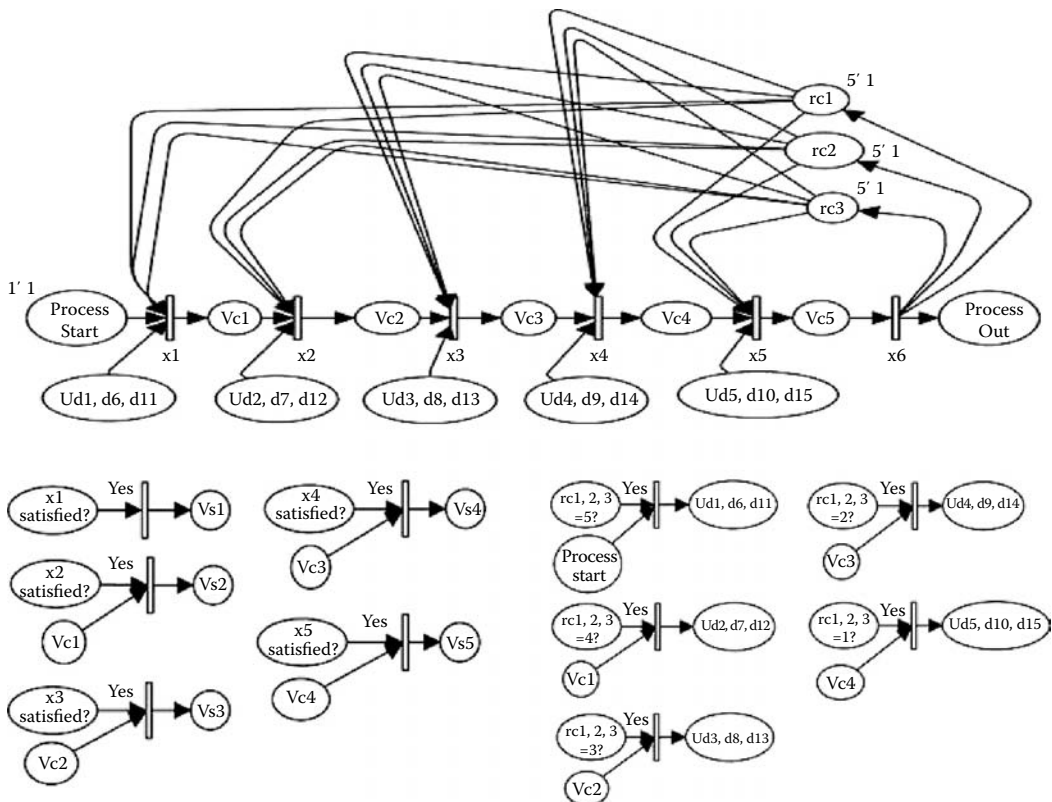 5′ 1
rc1
rc2
5′ 1
5′ 1
rc3
1′ 1
Process
Start
Vc1
Vc2
Vc3
Vc4
Vc5
Process
Out
x1
x2
x3
x4
x5
x6
Ud1, d6, d11
Ud2, d7, d12
Ud3, d8, d13
Ud4, d9, d14
Ud5, d10, d15
x1
satisfied?
Yes
Vs1
x2
satisfied?
Yes
Vs2
Vc1
x3
satisfied?
Yes
Vs3
Vc2
x4
satisfied?
Yes
Vs4
Vc3
x5
satisfied?
Yes
Vs5
Vc4
rc1, 2, 3
=5?
Yes
Ud1, d6, d11
Process
start
rc1, 2, 3
=4?
Yes
Ud2, d7, d12
Vc1
rc1, 2, 3
=3?
Yes
Ud3, d8, d13
Vc2
rc1, 2, 3
=2?
Yes
Ud4, d9, d14
Vc3
rc1, 2, 3
=1?
Yes
Ud5, d10, d15
Vc4